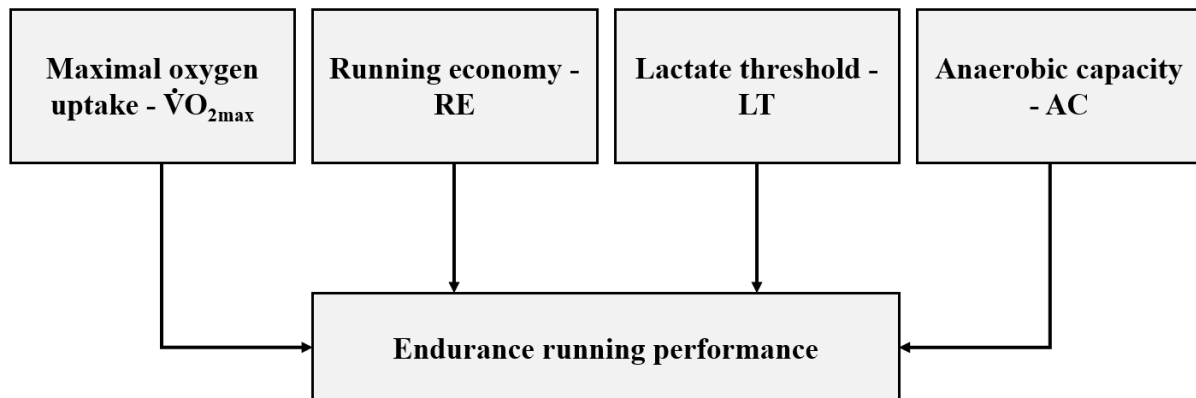 Maximal oxygen
uptake - V̇O₂ₘₐₓ
Running economy -
RE
Lactate threshold -
LT
Anaerobic capacity
- AC
Endurance running performance